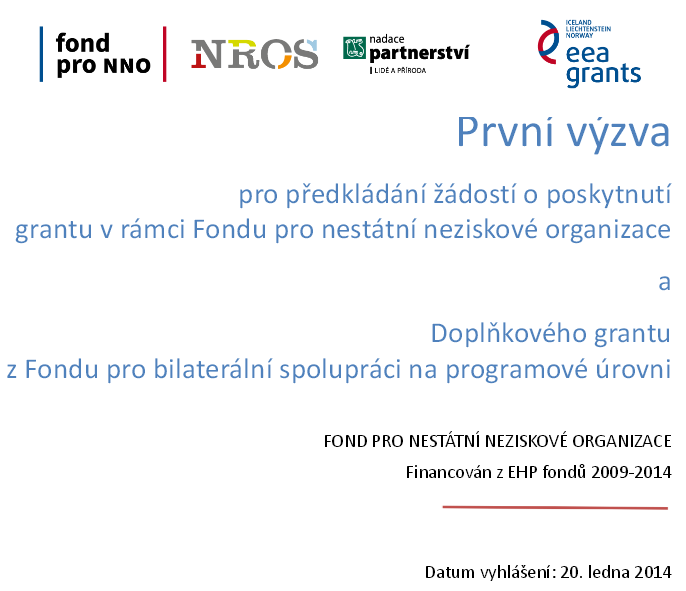 fond
pro NNO
NROS
nadace
partnerství
LIDÉ A PŘÍRODA
ICELAND
LIECHTENSTEIN
NORWAY
eea
grants
První výzva
pro předkládání žádostí o poskytnutí
grantu v rámci Fondu pro nestátní neziskové organizace
a
Doplňkového grantu
z Fondu pro bilaterální spolupráci na programové úrovni
FOND PRO NESTÁTNÍ NEZISKOVÉ ORGANIZACE
Financován z EHP fondů 2009-2014
Datum vyhlášení: 20. ledna 2014